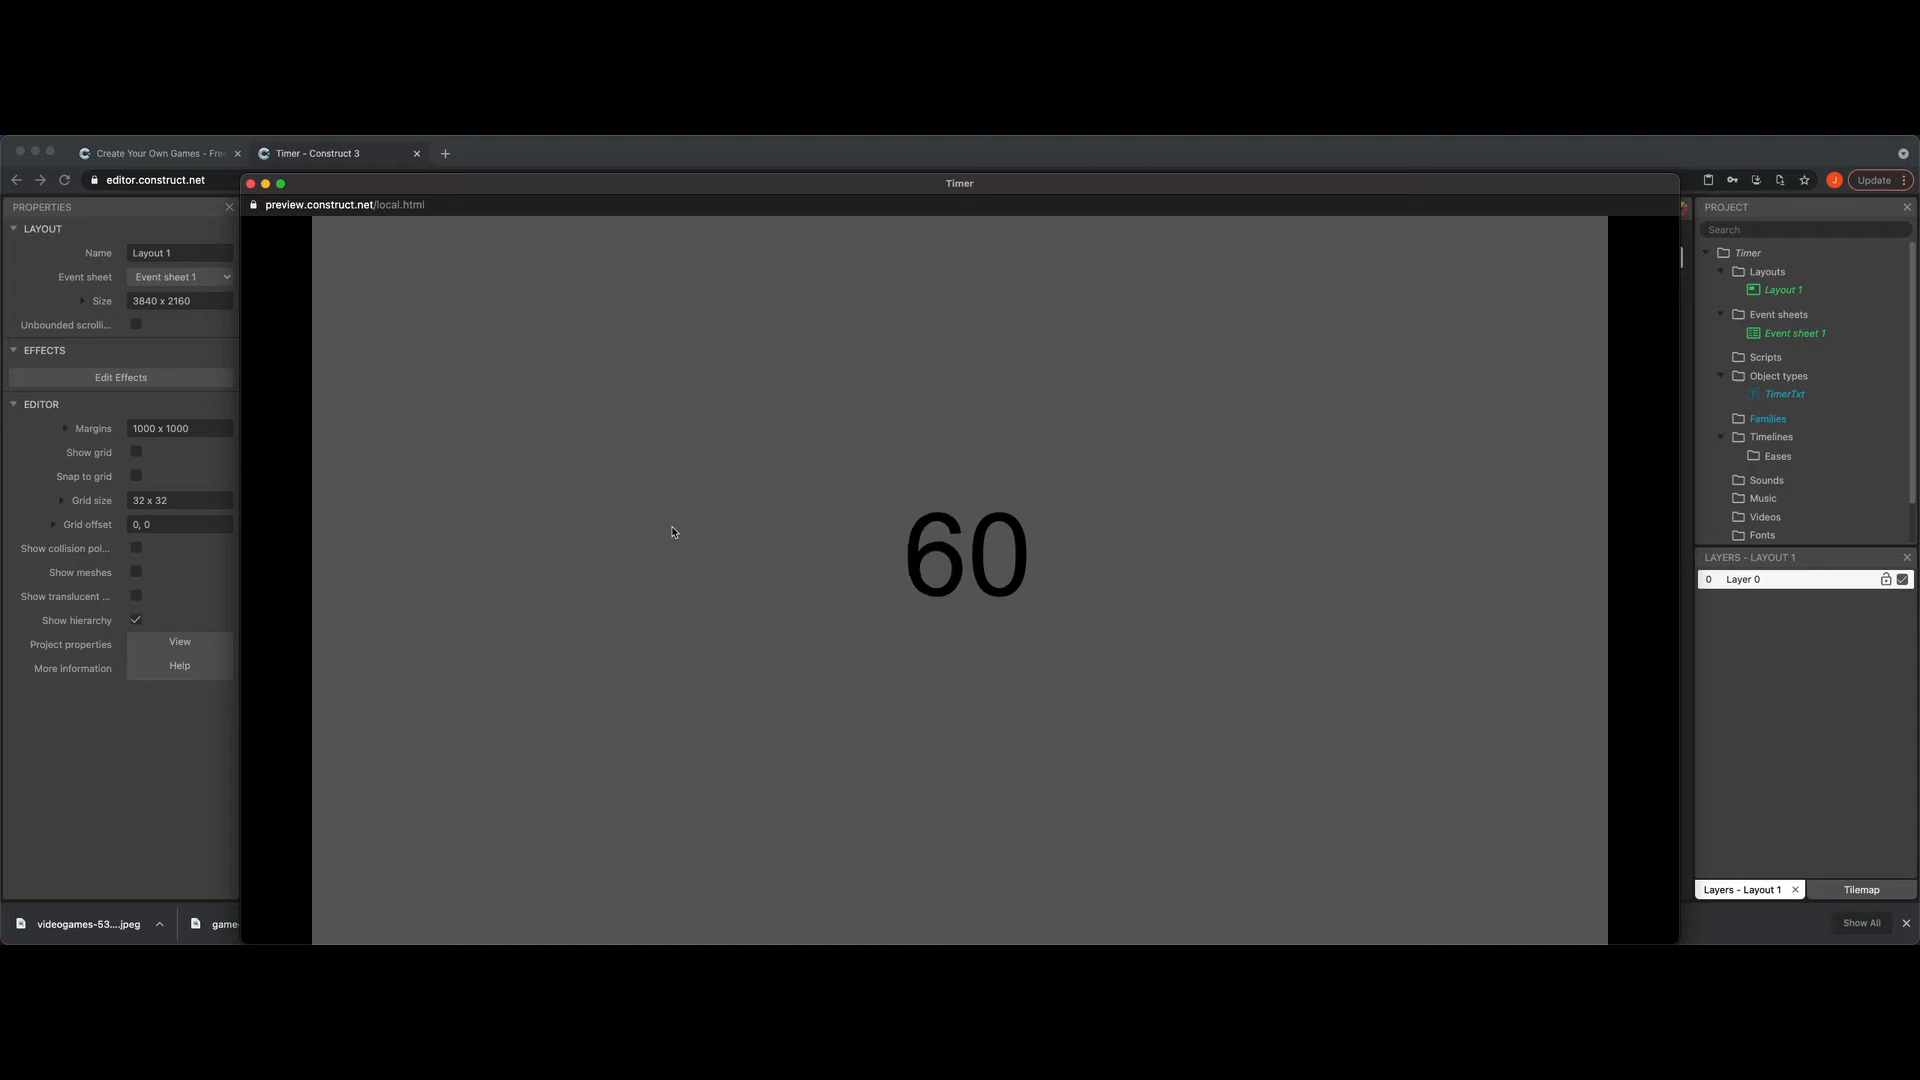 Create Your Own Games - Fre
Timer - Construct 3
editor.construct.net
Update
Timer
preview.construct.net/local.html
PROPERTIES
LAYOUT
Name Layout 1
Event sheet Event sheet 1
Size 3840 x 2160
Unbounded scrolli...
EFFECTS
Edit Effects
EDITOR
Margins 1000 x 1000
Show grid
Snap to grid
Grid size 32 x 32
Grid offset 0, 0
Show collision pol...
Show meshes
Show translucent ...
Show hierarchy
Project properties View
More information Help
60
PROJECT
Search
Timer
Layouts
Layout 1
Event sheets
Event sheet 1
Scripts
Object types
TimerTxt
Families
Timelines
Eases
Sounds
Music
Videos
Fonts
LAYERS - LAYOUT 1
0 Layer 0
Layers - Layout 1
Tilemap
videogames-53....jpeg
game-
Show All